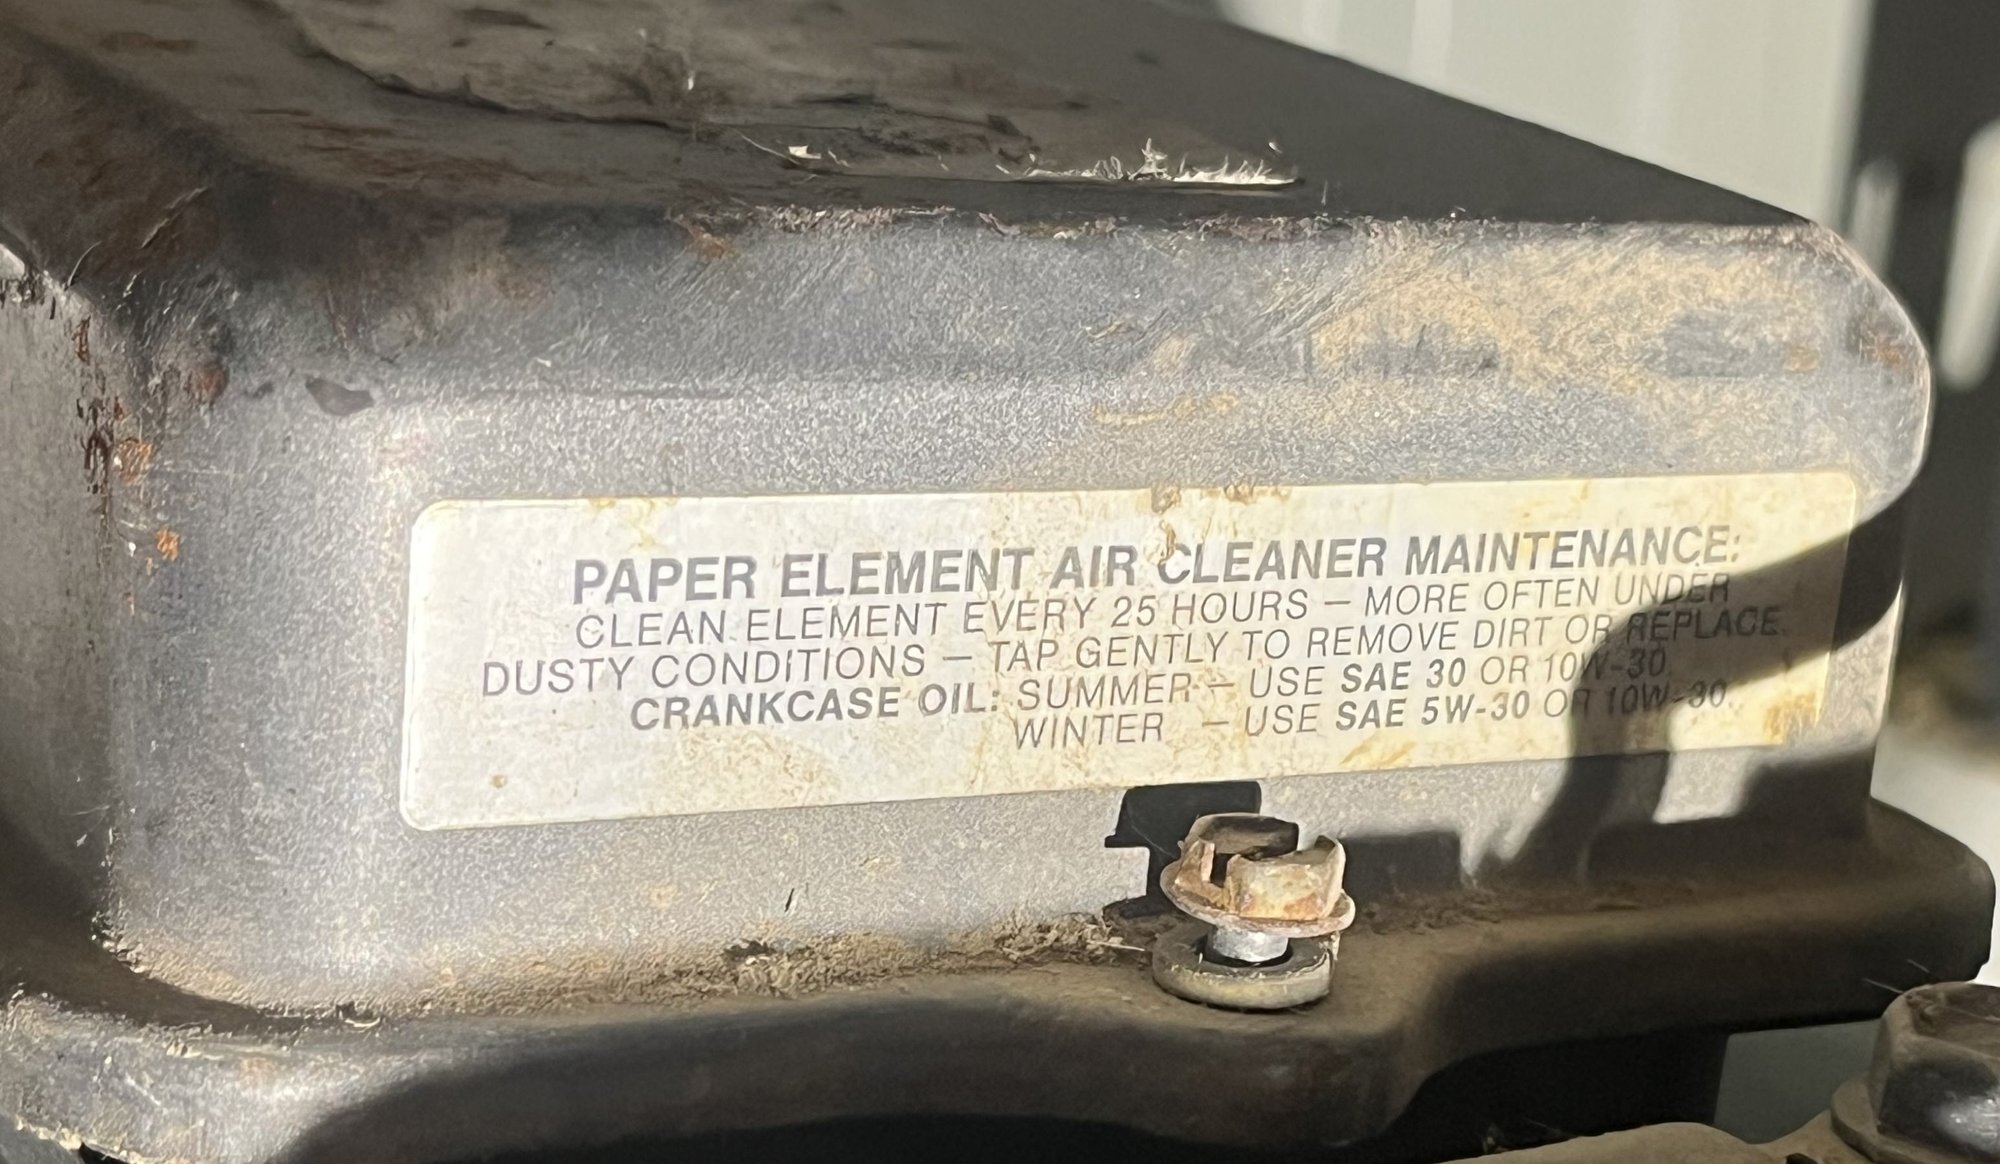 PAPER ELEMENT AIR CLEANER MAINTENANCE:
CLEAN ELEMENT EVERY 25 HOURS – MORE OFTEN UNDER
DUSTY CONDITIONS – TAP GENTLY TO REMOVE DIRT OR REPLACE.
CRANKCASE OIL: SUMMER – USE SAE 30 OR 10W-30.
WINTER – USE SAE 5W-30 OR 10W-30.